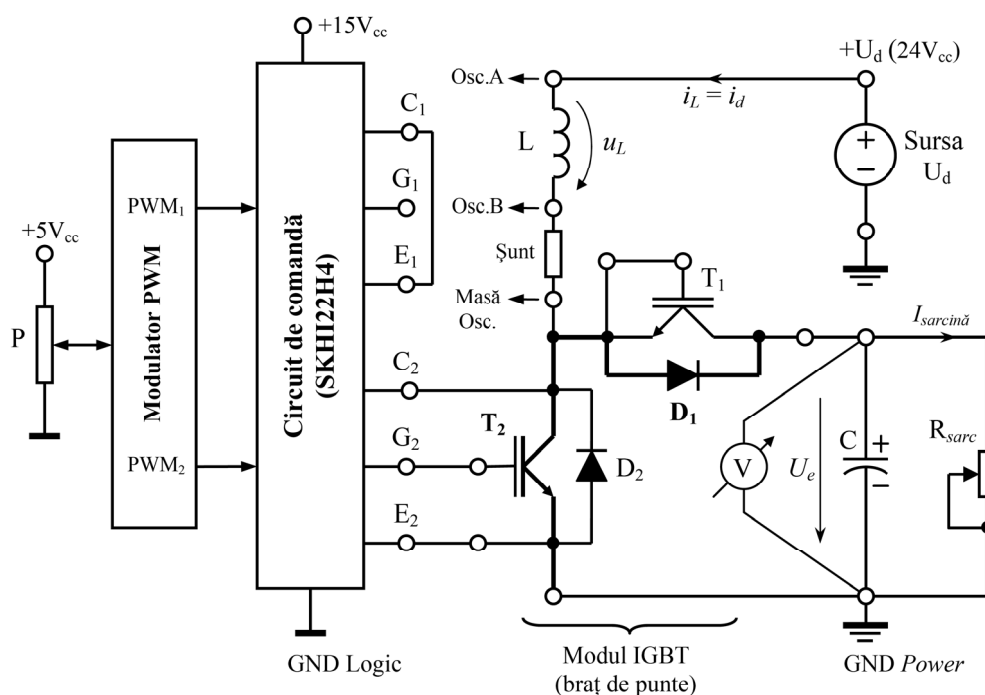 +15Vcc
+Ud (24Vcc)
Osc.A
iL = id
C1
L
uL
+
−
Sursa
Ud
G1
PWM1
Osc.B
+5Vcc
Şunt
E1
T1
Masă
Osc.
Isarcină
P
Modulator PWM
Circuit de comandă
(SKHI22H4)
C2
D1
T2
Rsarc
G2
C
+
V
Ue
PWM2
D2
−
E2
GND Logic
Modul IGBT
(braț de punte)
GND Power